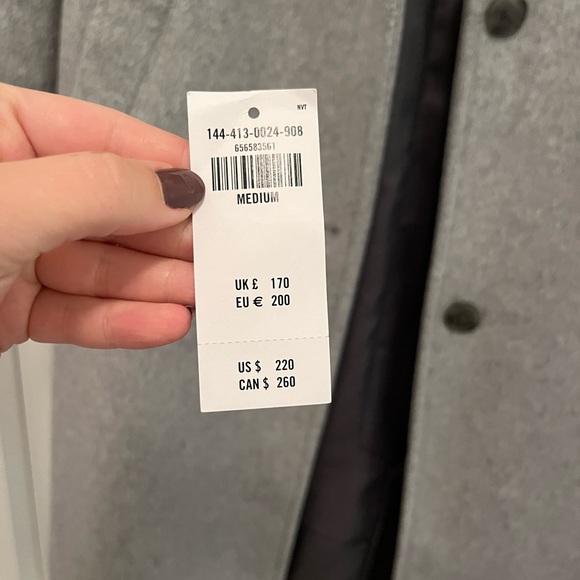 NVT
144-413-0024-908
656583561
MEDIUM
UK £ 170
EU € 200
US $ 220
CAN $ 260